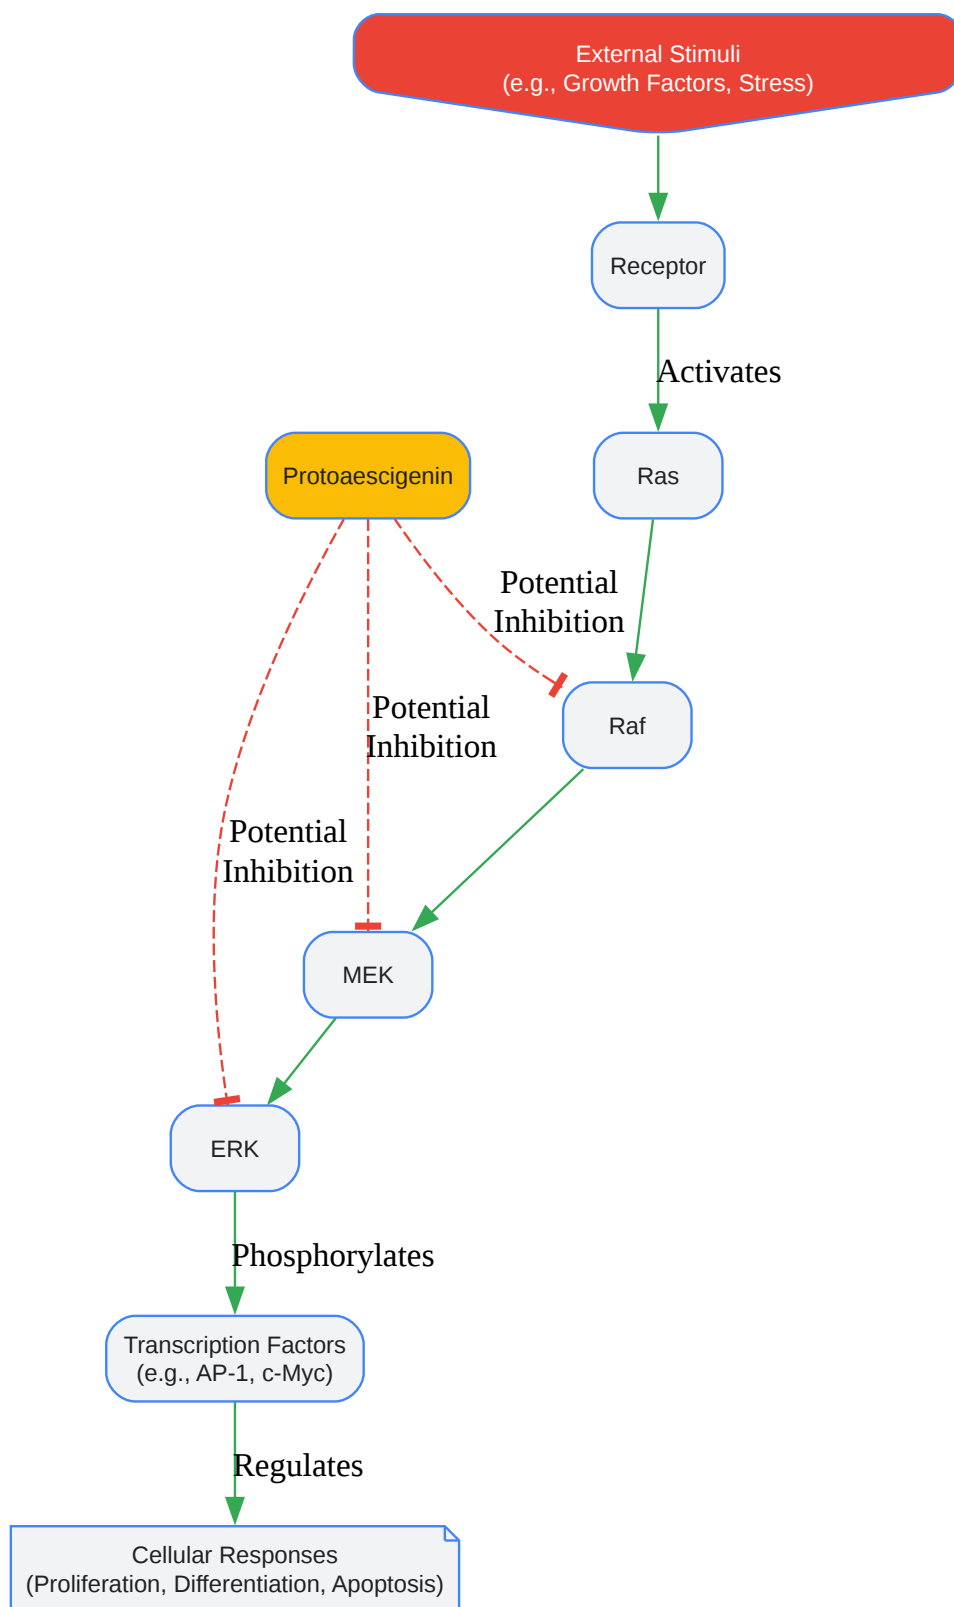 External Stimuli
(e.g., Growth Factors, Stress)
Receptor
Activates
Protoaescigenin
Ras
Potential
Inhibition
Potential
Inhibition
Raf
Potential
Inhibition
MEK
ERK
Phosphorylates
Transcription Factors
(e.g., AP-1, c-Myc)
Regulates
Cellular Responses
(Proliferation, Differentiation, Apoptosis)